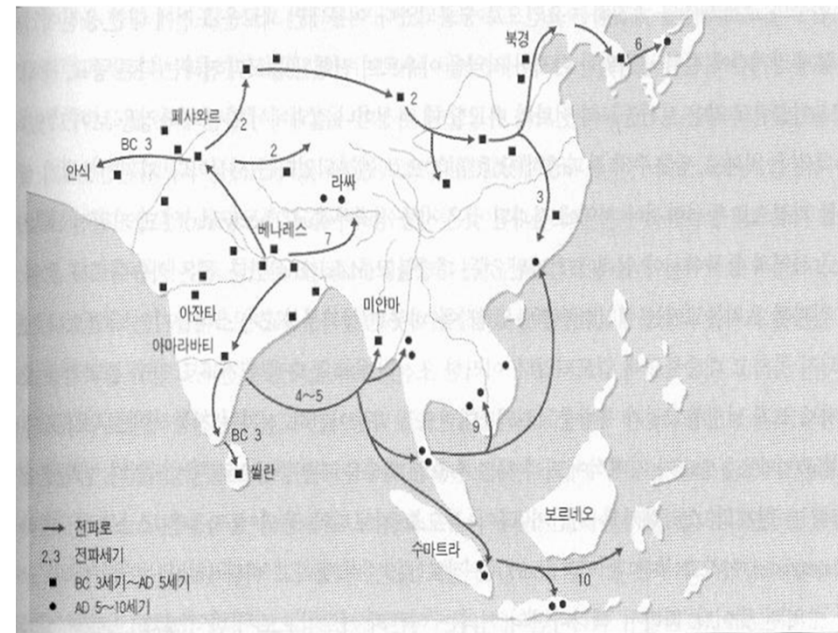 북경
6
페샤와르
2
2
BC 3
2
안식
3
라싸
베나레스
7
아잔타
미얀마
아마라바티
4~5
9
BC 3
씰란
보르네오
→ 전파로
수마트라
2,3 전파세기
10
■ BC 3세기~AD 5세기
● AD 5~10세기